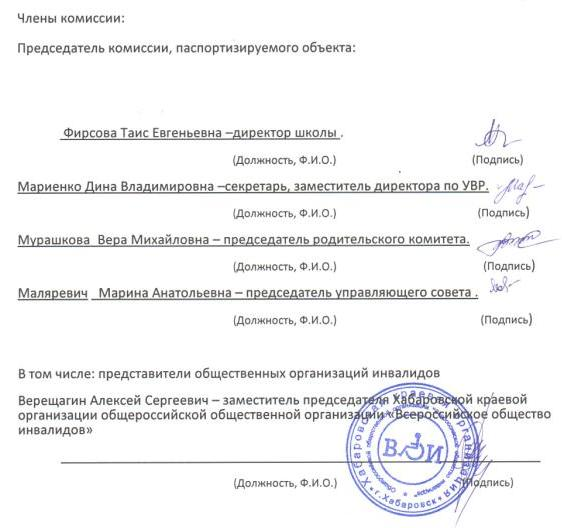 Члены комиссии:
Председатель комиссии, паспортизируемого объекта:
Фирсова Таис Евгеньевна –директор школы .
(Должность, Ф.И.О.) (Подпись)
Мариенко Дина Владимировна –секретарь, заместитель директора по УВР.
(Должность, Ф.И.О.) (Подпись)
Мурашкова Вера Михайловна – председатель родительского комитета.
(Должность, Ф.И.О.) (Подпись)
Маляревич Марина Анатольевна – председатель управляющего совета .
(Должность, Ф.И.О.) (Подпись)
В том числе: представители общественных организаций инвалидов
Верещагин Алексей Сергеевич – заместитель председателя Хабаровской краевой
организации общероссийской общественной организации «Всероссийское общество
инвалидов»
(Должность, Ф.И.О.) (Подпись)
Хабаровская краевая организация
г. Хабаровск
ВОИ